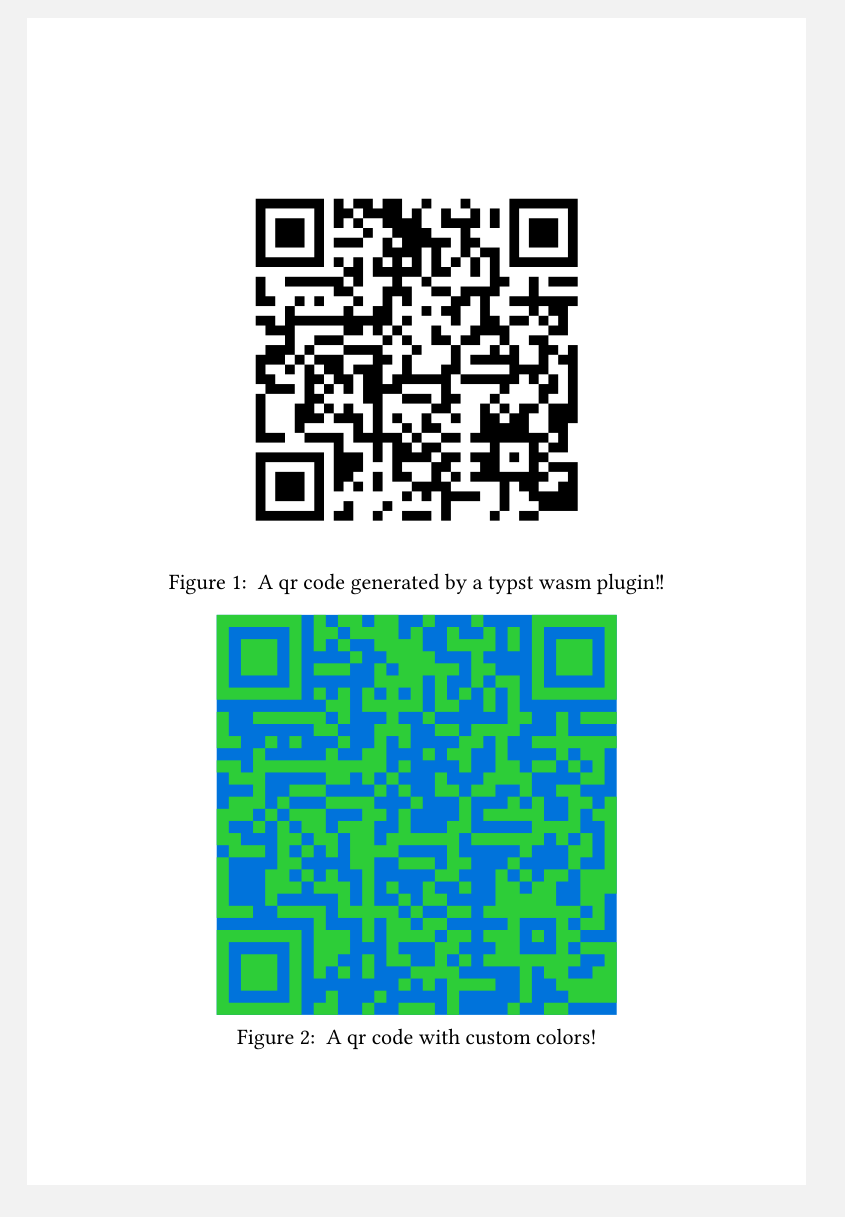 Figure 1: A qr code generated by a typst wasm plugin!!
Figure 2: A qr code with custom colors!